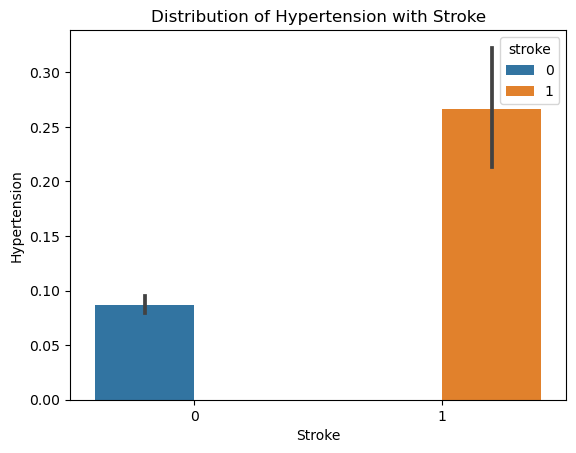 Distribution of Hypertension with Stroke
stroke
0
1
0.30
0.25
0.20
0.15
0.10
0.05
0.00
Hypertension
0
1
Stroke